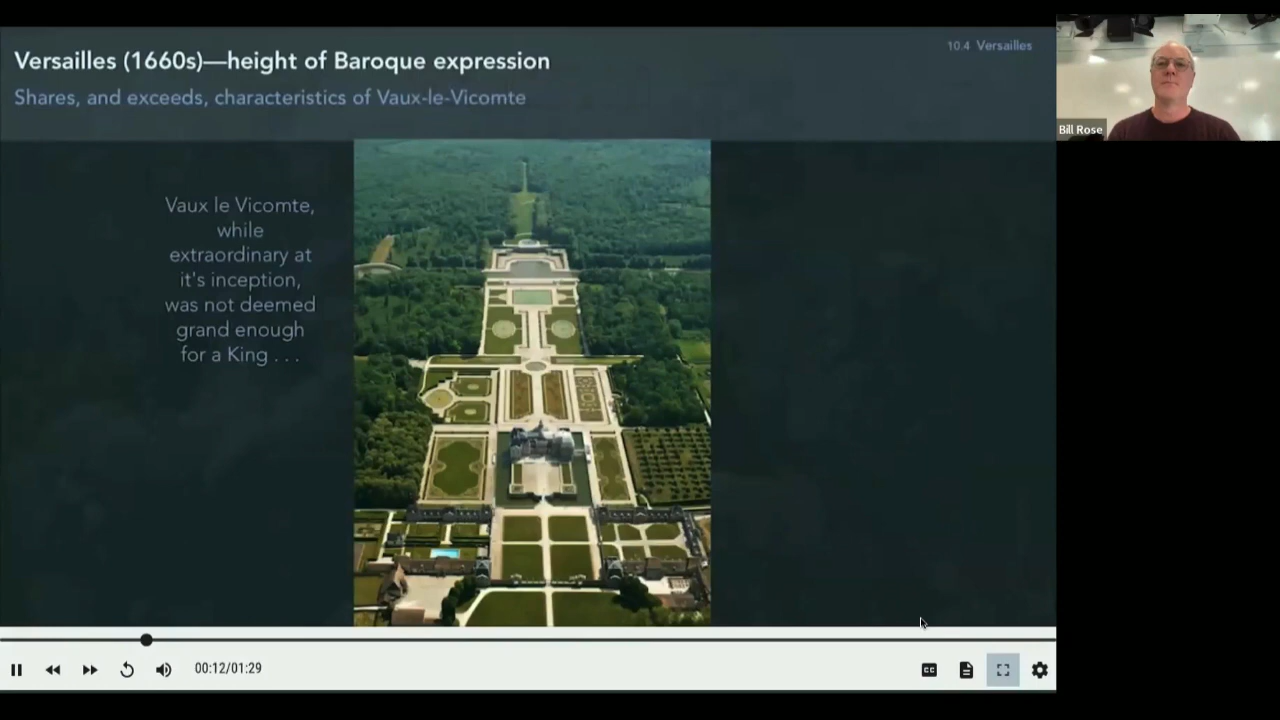 Versailles (1660s)—height of Baroque expression
10.4 Versailles
Shares, and exceeds, characteristics of Vaux-le-Vicomte
Vaux le Vicomte,
while
extraordinary at
it's inception,
was not deemed
grand enough
for a King . . .
Bill Rose
00:12/01:29
CC